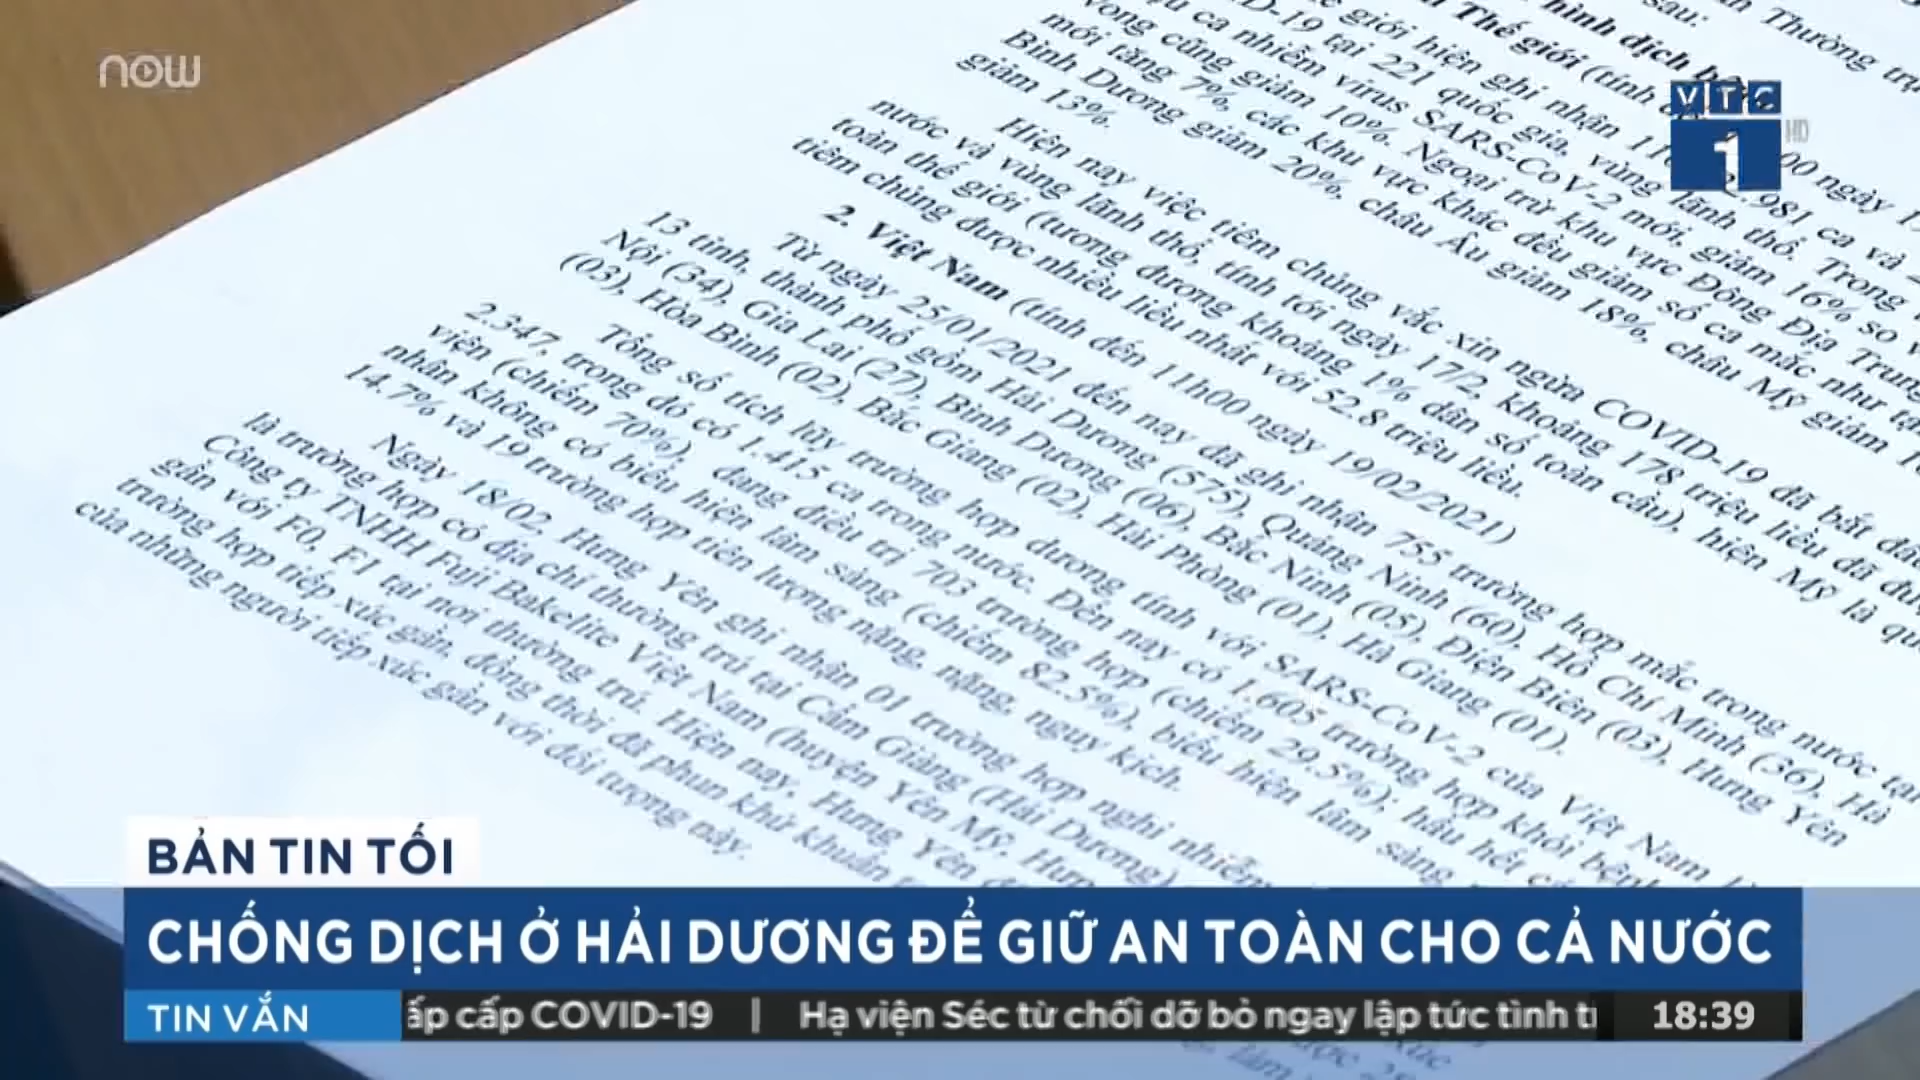 now
VTC
1
HD
sau:
hình dịch
Thế giới (tính
giới hiện ghi nhận
00 ngày
ca nhiễm virus SARS-CoV-2 mới, giảm 16% so
D-19 tại 221 quốc gia, vùng lãnh thổ. Trong
.981 ca và
vong cũng giảm 10%. Ngoại trừ khu vực Đông Địa Trung
mới tăng 7%, các khu vực khác đều giảm số ca mắc như
Bình Dương giảm 20%, châu Âu giảm 18%, châu Mỹ giảm
giảm 13%.
Hiện nay việc tiêm chủng vắc xin ngừa COVID-19 đã bắt đầu
nước và vùng lãnh thổ, tính tới ngày 17/2, khoảng 178 triệu liều đã
toàn thế giới (tương đương khoảng 1% dân số toàn cầu), hiện Mỹ là
tiêm chủng được nhiều liều nhất với 52,8 triệu liều.
2. Việt Nam (tính đến 11h00 ngày 19/02/2021)
Từ ngày 25/01/2021 đến nay đã ghi nhận 755 trường hợp mắc trong nước tại
13 tỉnh, thành phố gồm Hải Dương (575), Quảng Ninh (60), Hồ Chí Minh (36), Hà
Nội (34), Gia Lai (27), Bình Dương (06), Bắc Ninh (05), Điện Biên (03), Hưng Yên
(03), Hòa Bình (02), Bắc Giang (02), Hải Phòng (01), Hà Giang (01).
Tổng số tích lũy trường hợp dương tính với SARS-CoV-2 của Việt Nam
2.347, trong đó có 1.415 ca trong nước. Đến nay có 1.605 trường hợp khỏi bệnh
viện (chiếm 70%), đang điều trị 703 trường hợp (chiếm 29.5%); hầu hết
nhân không có biểu hiện lâm sàng (chiếm 82.5%), biểu hiện lâm sàng
14.7% và 19 trường hợp tiên lượng nặng, nặng, nguy kịch.
Ngày 18/02, Hưng Yên ghi nhận 01 trường hợp nghi nhiễm
là trường hợp có địa chỉ thường trú tại Cẩm Giàng (Hải Dương)
Công ty TNHH Fuji Bakelite Việt Nam (huyện Yên Mỹ,
gần với F0, F1 tại nơi thường trú. Hiện nay, Hưng Yên
trường hợp tiếp xúc gần, đồng thời đã phun khử khuẩn
của những người tiếp xúc gần với đối tượng này.
BẢN TIN TỐI
CHỐNG DỊCH Ở HẢI DƯƠNG ĐỂ GIỮ AN TOÀN CHO CẢ NƯỚC
TIN VẮN
cấp COVID-19 | Hạ viện Séc từ chối dỡ bỏ ngay lập tức tình
18:39